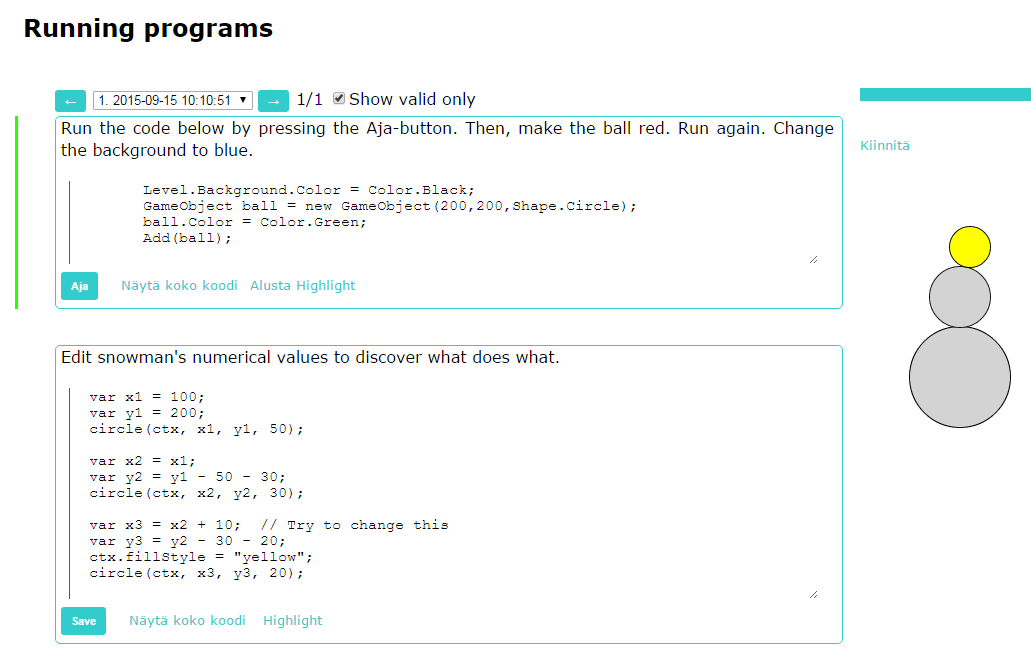 Running programs
← 1. 2015-09-15 10:10:51 ▼ → 1/1 Show valid only
Run the code below by pressing the Aja-button. Then, make the ball red. Run again. Change
the background to blue.
Level.Background.Color = Color.Black;
GameObject ball = new GameObject(200,200,Shape.Circle);
ball.Color = Color.Green;
Add(ball);
Aja Näytä koko koodi Alusta Highlight
Kiinnitä
Edit snowman's numerical values to discover what does what.
var x1 = 100;
var y1 = 200;
circle(ctx, x1, y1, 50);
var x2 = x1;
var y2 = y1 - 50 - 30;
circle(ctx, x2, y2, 30);
var x3 = x2 + 10;  // Try to change this
var y3 = y2 - 30 - 20;
ctx.fillStyle = "yellow";
circle(ctx, x3, y3, 20);
Save Näytä koko koodi Highlight